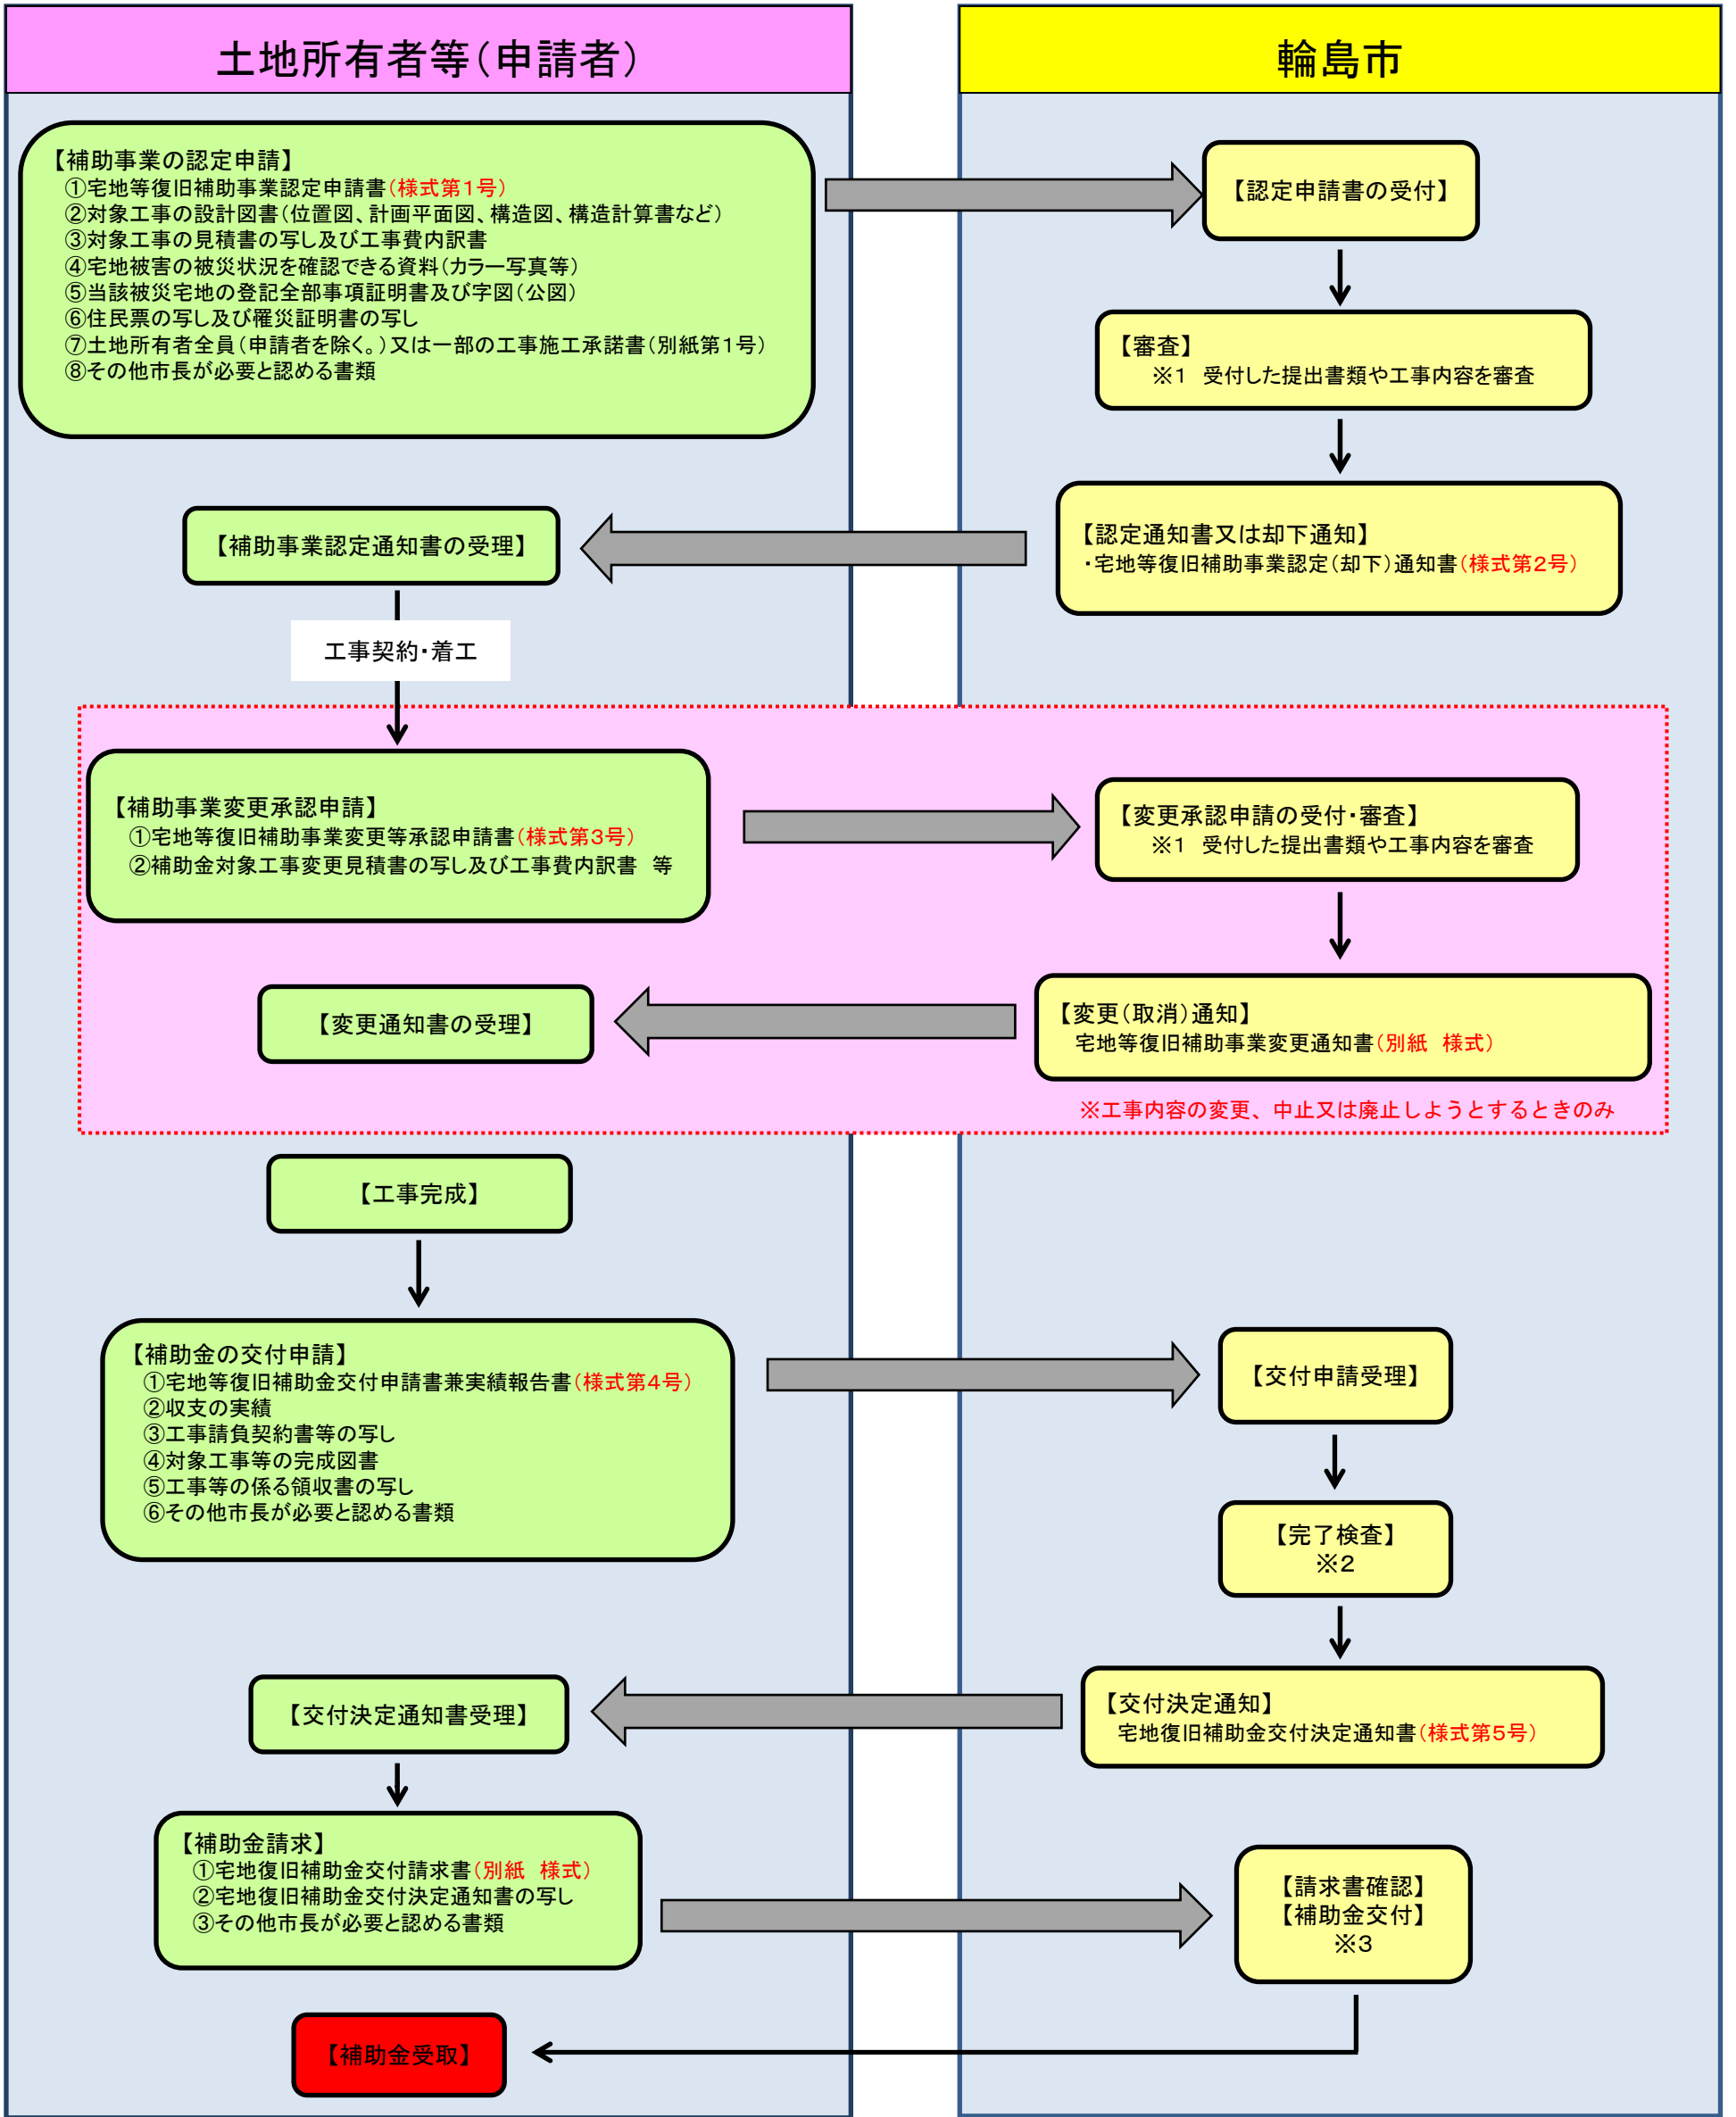 土地所有者等（申請者）
輪島市
【補助事業の認定申請】
①宅地等復旧補助事業認定申請書（様式第１号）
②対象工事の設計図書（位置図、計画平面図、構造図、構造計算書など）
③対象工事の見積書の写し及び工事費内訳書
④宅地被害の被災状況を確認できる資料（カラー写真等）
⑤当該被災宅地の登記全部事項証明書及び字図（公図）
⑥住民票の写し及び罹災証明書の写し
⑦土地所有者全員（申請者を除く。）又は一部の工事施工承諾書（別紙第１号）
⑧その他市長が必要と認める書類
【認定申請書の受付】
【審査】
※１　受付した提出書類や工事内容を審査
【認定通知書又は却下通知】
・宅地等復旧補助事業認定（却下）通知書（様式第２号）
【補助事業認定通知書の受理】
工事契約・着工
【補助事業変更承認申請】
①宅地等復旧補助事業変更等承認申請書（様式第３号）
②補助金対象工事変更見積書の写し及び工事費内訳書　等
【変更承認申請の受付・審査】
※１　受付した提出書類や工事内容を審査
【変更（取消）通知】
宅地等復旧補助事業変更通知書（別紙　様式）
【変更通知書の受理】
※工事内容の変更、中止又は廃止しようとするときのみ
【工事完成】
【補助金の交付申請】
①宅地等復旧補助金交付申請書兼実績報告書（様式第４号）
②収支の実績
③工事請負契約書等の写し
④対象工事等の完成図書
⑤工事等の係る領収書の写し
⑥その他市長が必要と認める書類
【交付申請受理】
【完了検査】
※２
【交付決定通知】
宅地復旧補助金交付決定通知書（様式第５号）
【交付決定通知書受理】
【補助金請求】
①宅地復旧補助金交付請求書（別紙　様式）
②宅地復旧補助金交付決定通知書の写し
③その他市長が必要と認める書類
【請求書確認】
【補助金交付】
※３
【補助金受取】